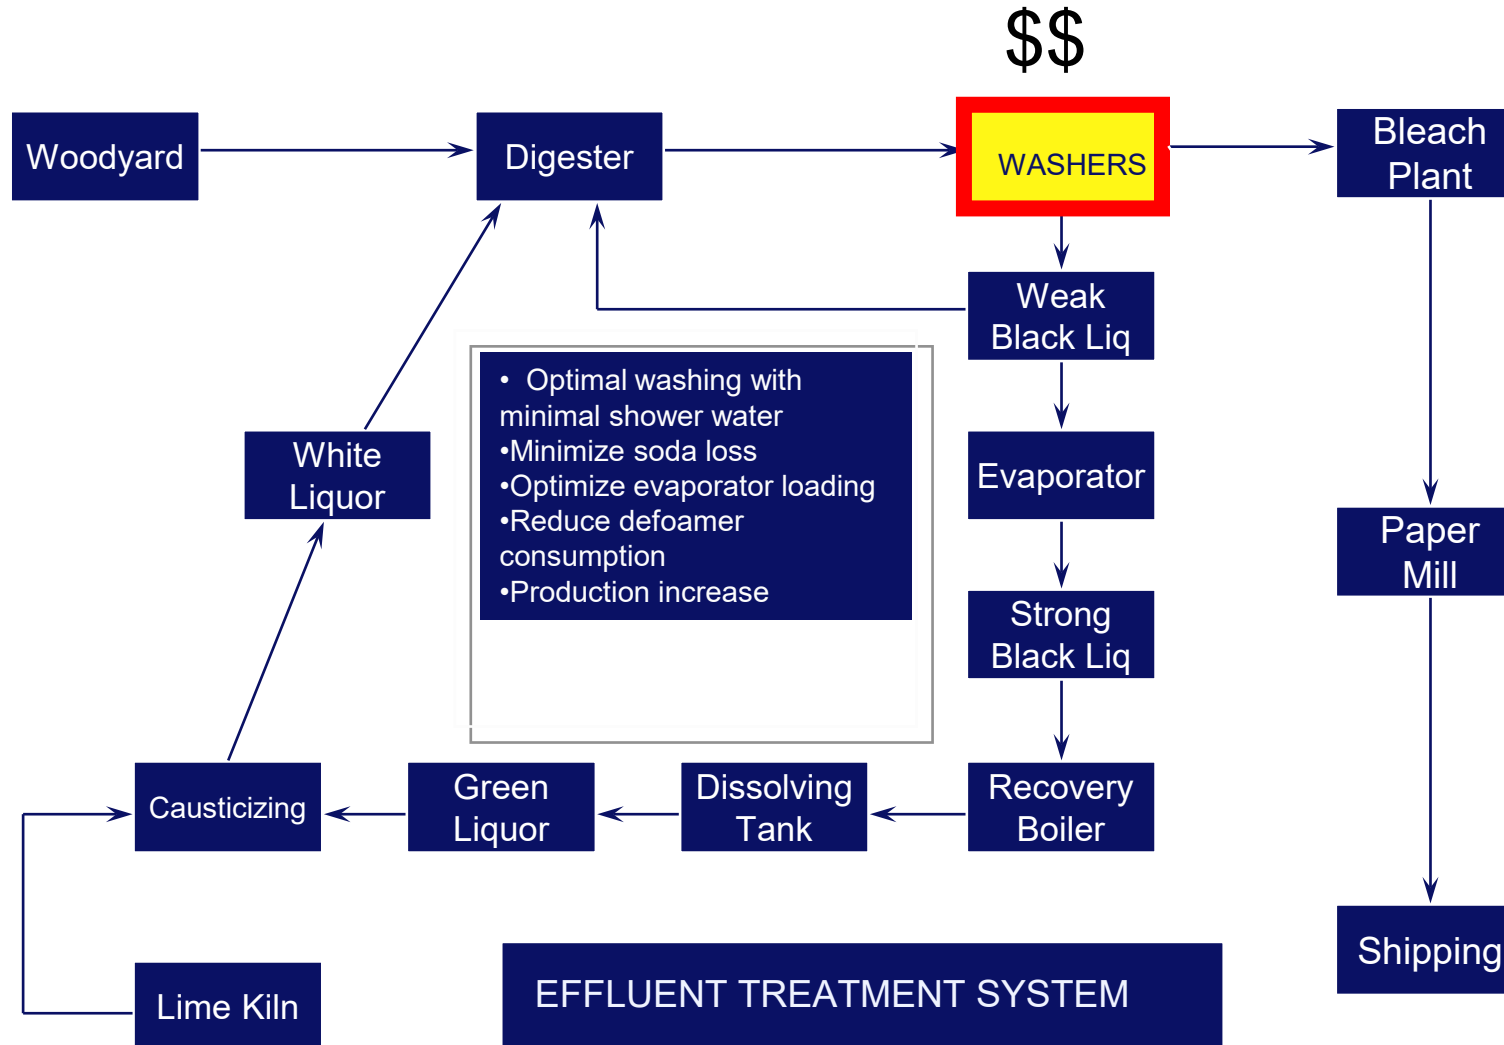 $$
Woodyard
Digester
WASHERS
Bleach
Plant
Weak
Black Liq
• Optimal washing with
minimal shower water
•Minimize soda loss
•Optimize evaporator loading
•Reduce defoamer
consumption
•Production increase
White
Liquor
Evaporator
Paper
Mill
Strong
Black Liq
Causticizing
Green
Liquor
Dissolving
Tank
Recovery
Boiler
Shipping
Lime Kiln
EFFLUENT TREATMENT SYSTEM